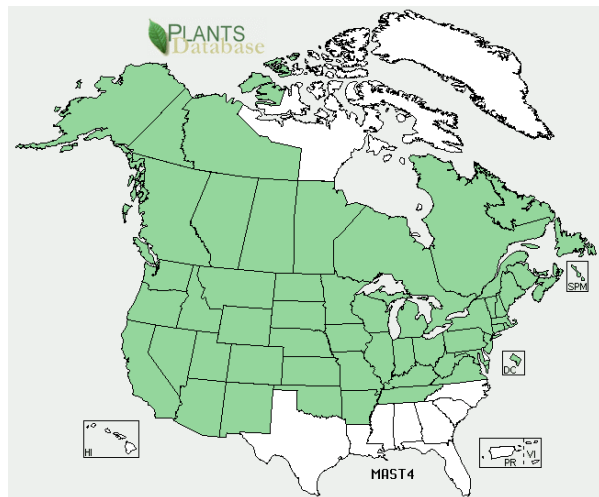 PLANTS
Database
SPM
DC
HI
PR
VI
MAST4